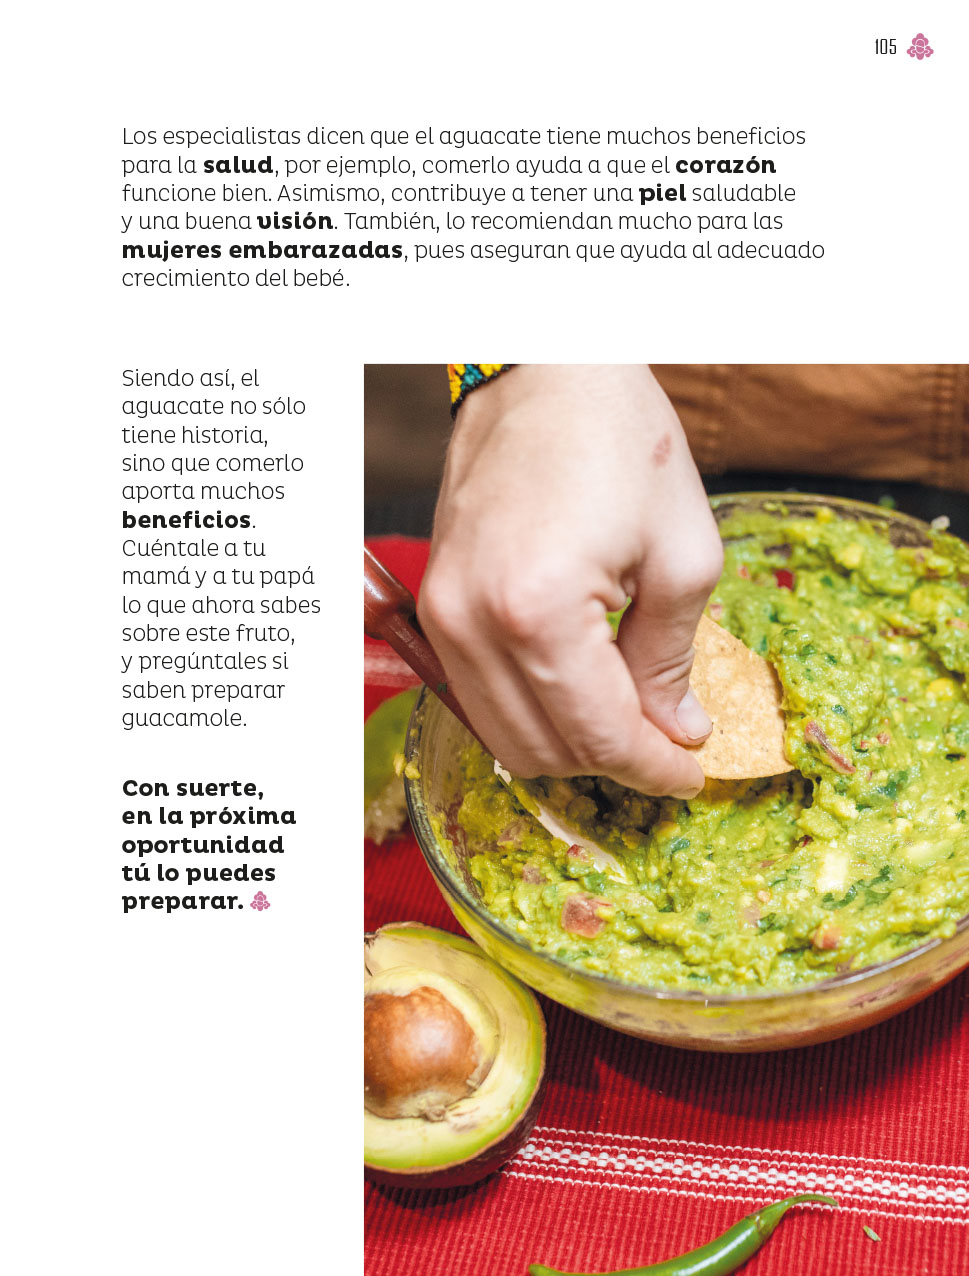 105
Los especialistas dicen que el aguacate tiene muchos beneficios
para la salud, por ejemplo, comerlo ayuda a que el corazón
funcione bien. Asimismo, contribuye a tener una piel saludable
y una buena visión. También, lo recomiendan mucho para las
mujeres embarazadas, pues aseguran que ayuda al adecuado
crecimiento del bebé.
Siendo así, el
aguacate no sólo
tiene historia,
sino que comerlo
aporta muchos
beneficios.
Cuéntale a tu
mamá y a tu papá
lo que ahora sabes
sobre este fruto,
y pregúntales si
saben preparar
guacamole.
Con suerte,
en la próxima
oportunidad
tú lo puedes
preparar.